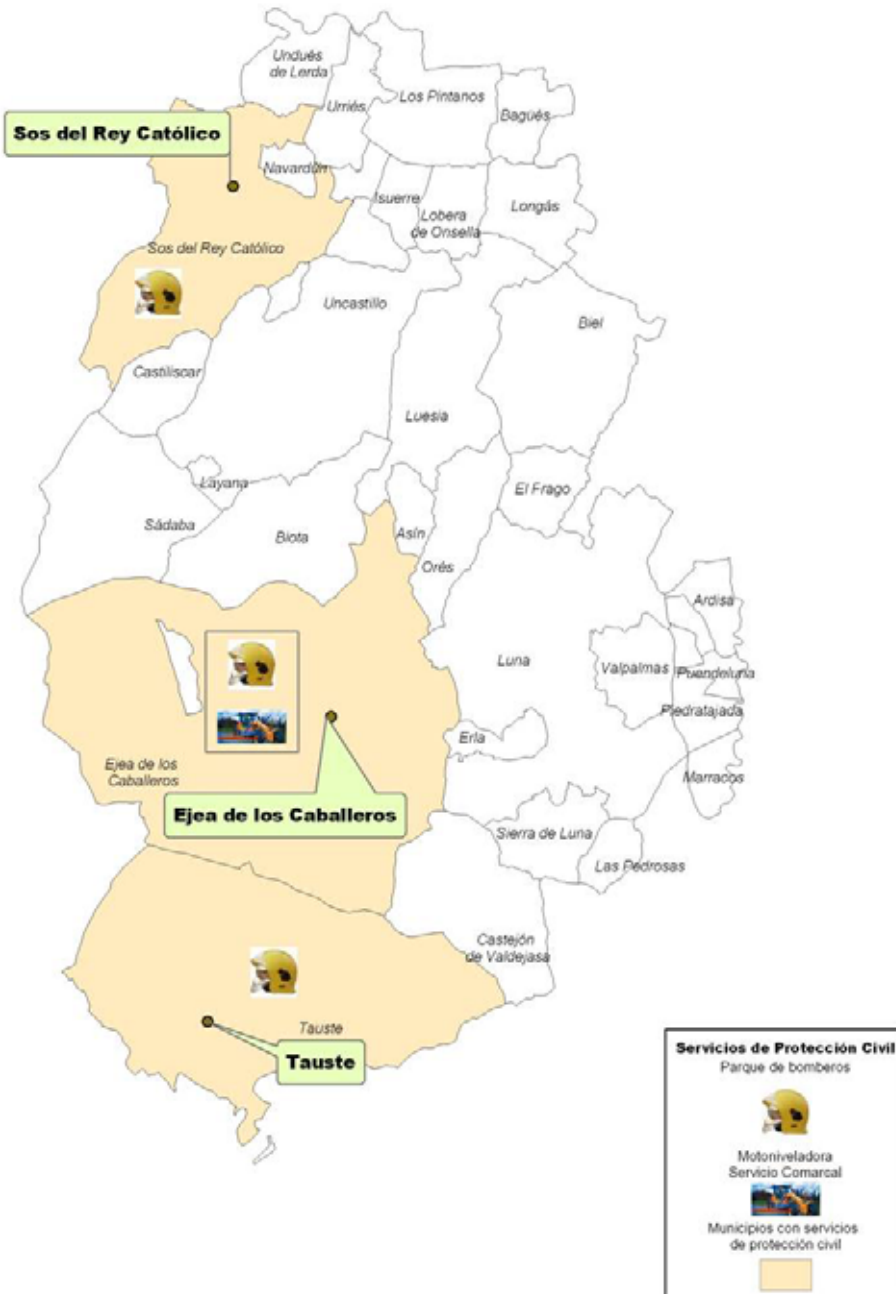 Undués
de Lerda
Los Pintanos
Urriés
Bagués
Sos del Rey Católico
Navardún
Isuerre
Longás
Lobera
de Onsella
Sos del Rey Católico
Uncastillo
Biel
Castiliscar
Luesia
Layana
El Frago
Sádaba
Biota
Asín
Orés
Ardisa
Luna
Valpalmas
Puendeluna
Piedratajada
Erla
Ejea de los
Caballeros
Marracos
Ejea de los Caballeros
Sierra de Luna
Las Pedrosas
Castejón
de Valdejasa
Tauste
Tauste
Servicios de Protección Civil
Parque de bomberos
Motoniveladora
Servicio Comarcal
Municipios con servicios
de protección civil